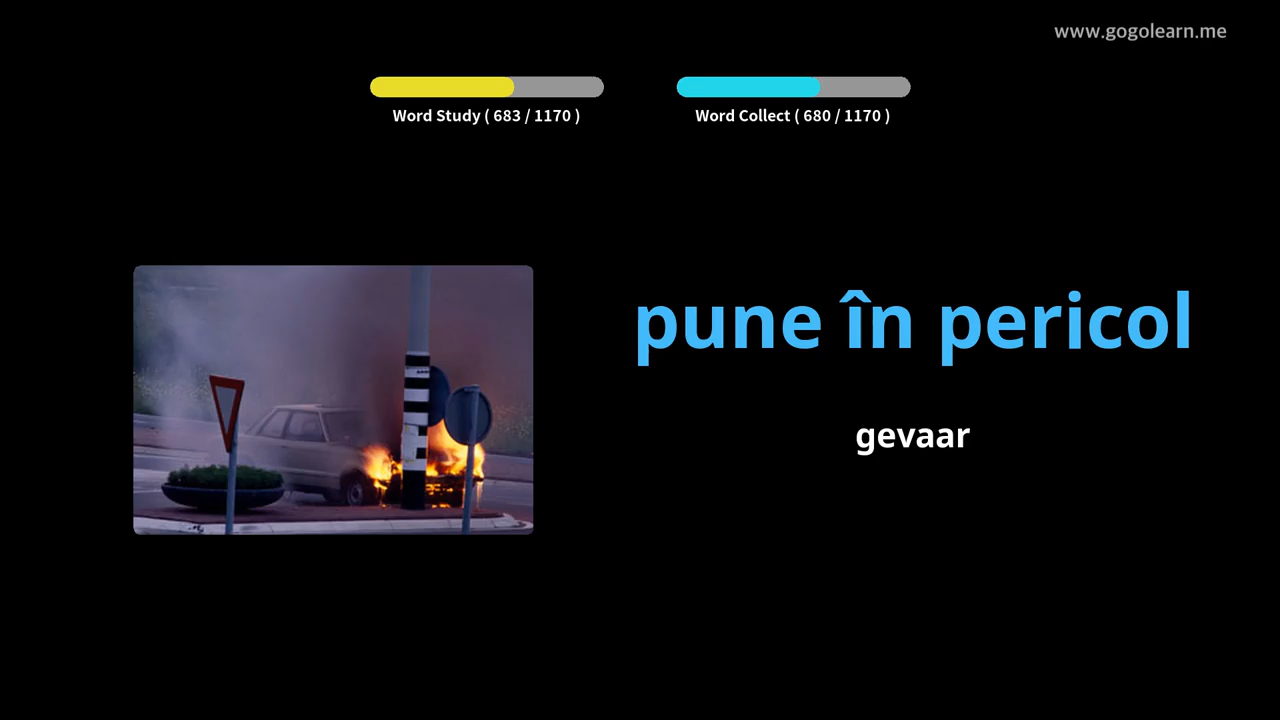 www.gogolearn.me
Word Study ( 683 / 1170 )
Word Collect ( 680 / 1170 )
pune în pericol
gevaar